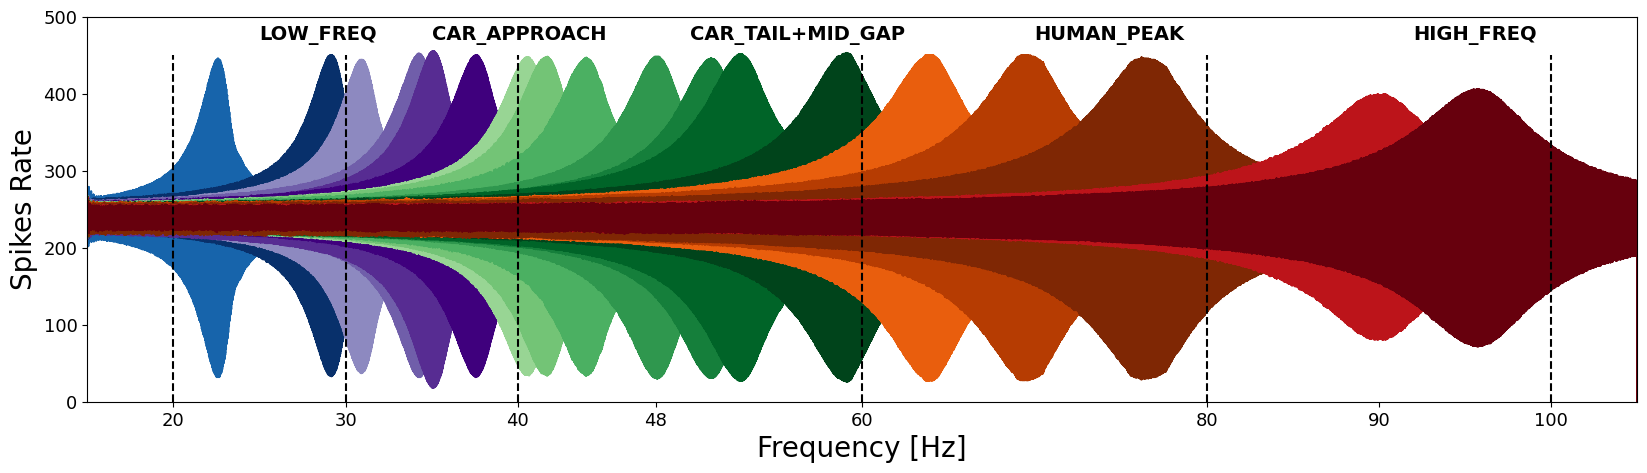 LOW_FREQ CAR_APPROACH CAR_TAIL+MID_GAP HUMAN_PEAK HIGH_FREQ
500
400
300
200
100
0
Spikes Rate
20 30 40 48 60 80 90 100
Frequency [Hz]